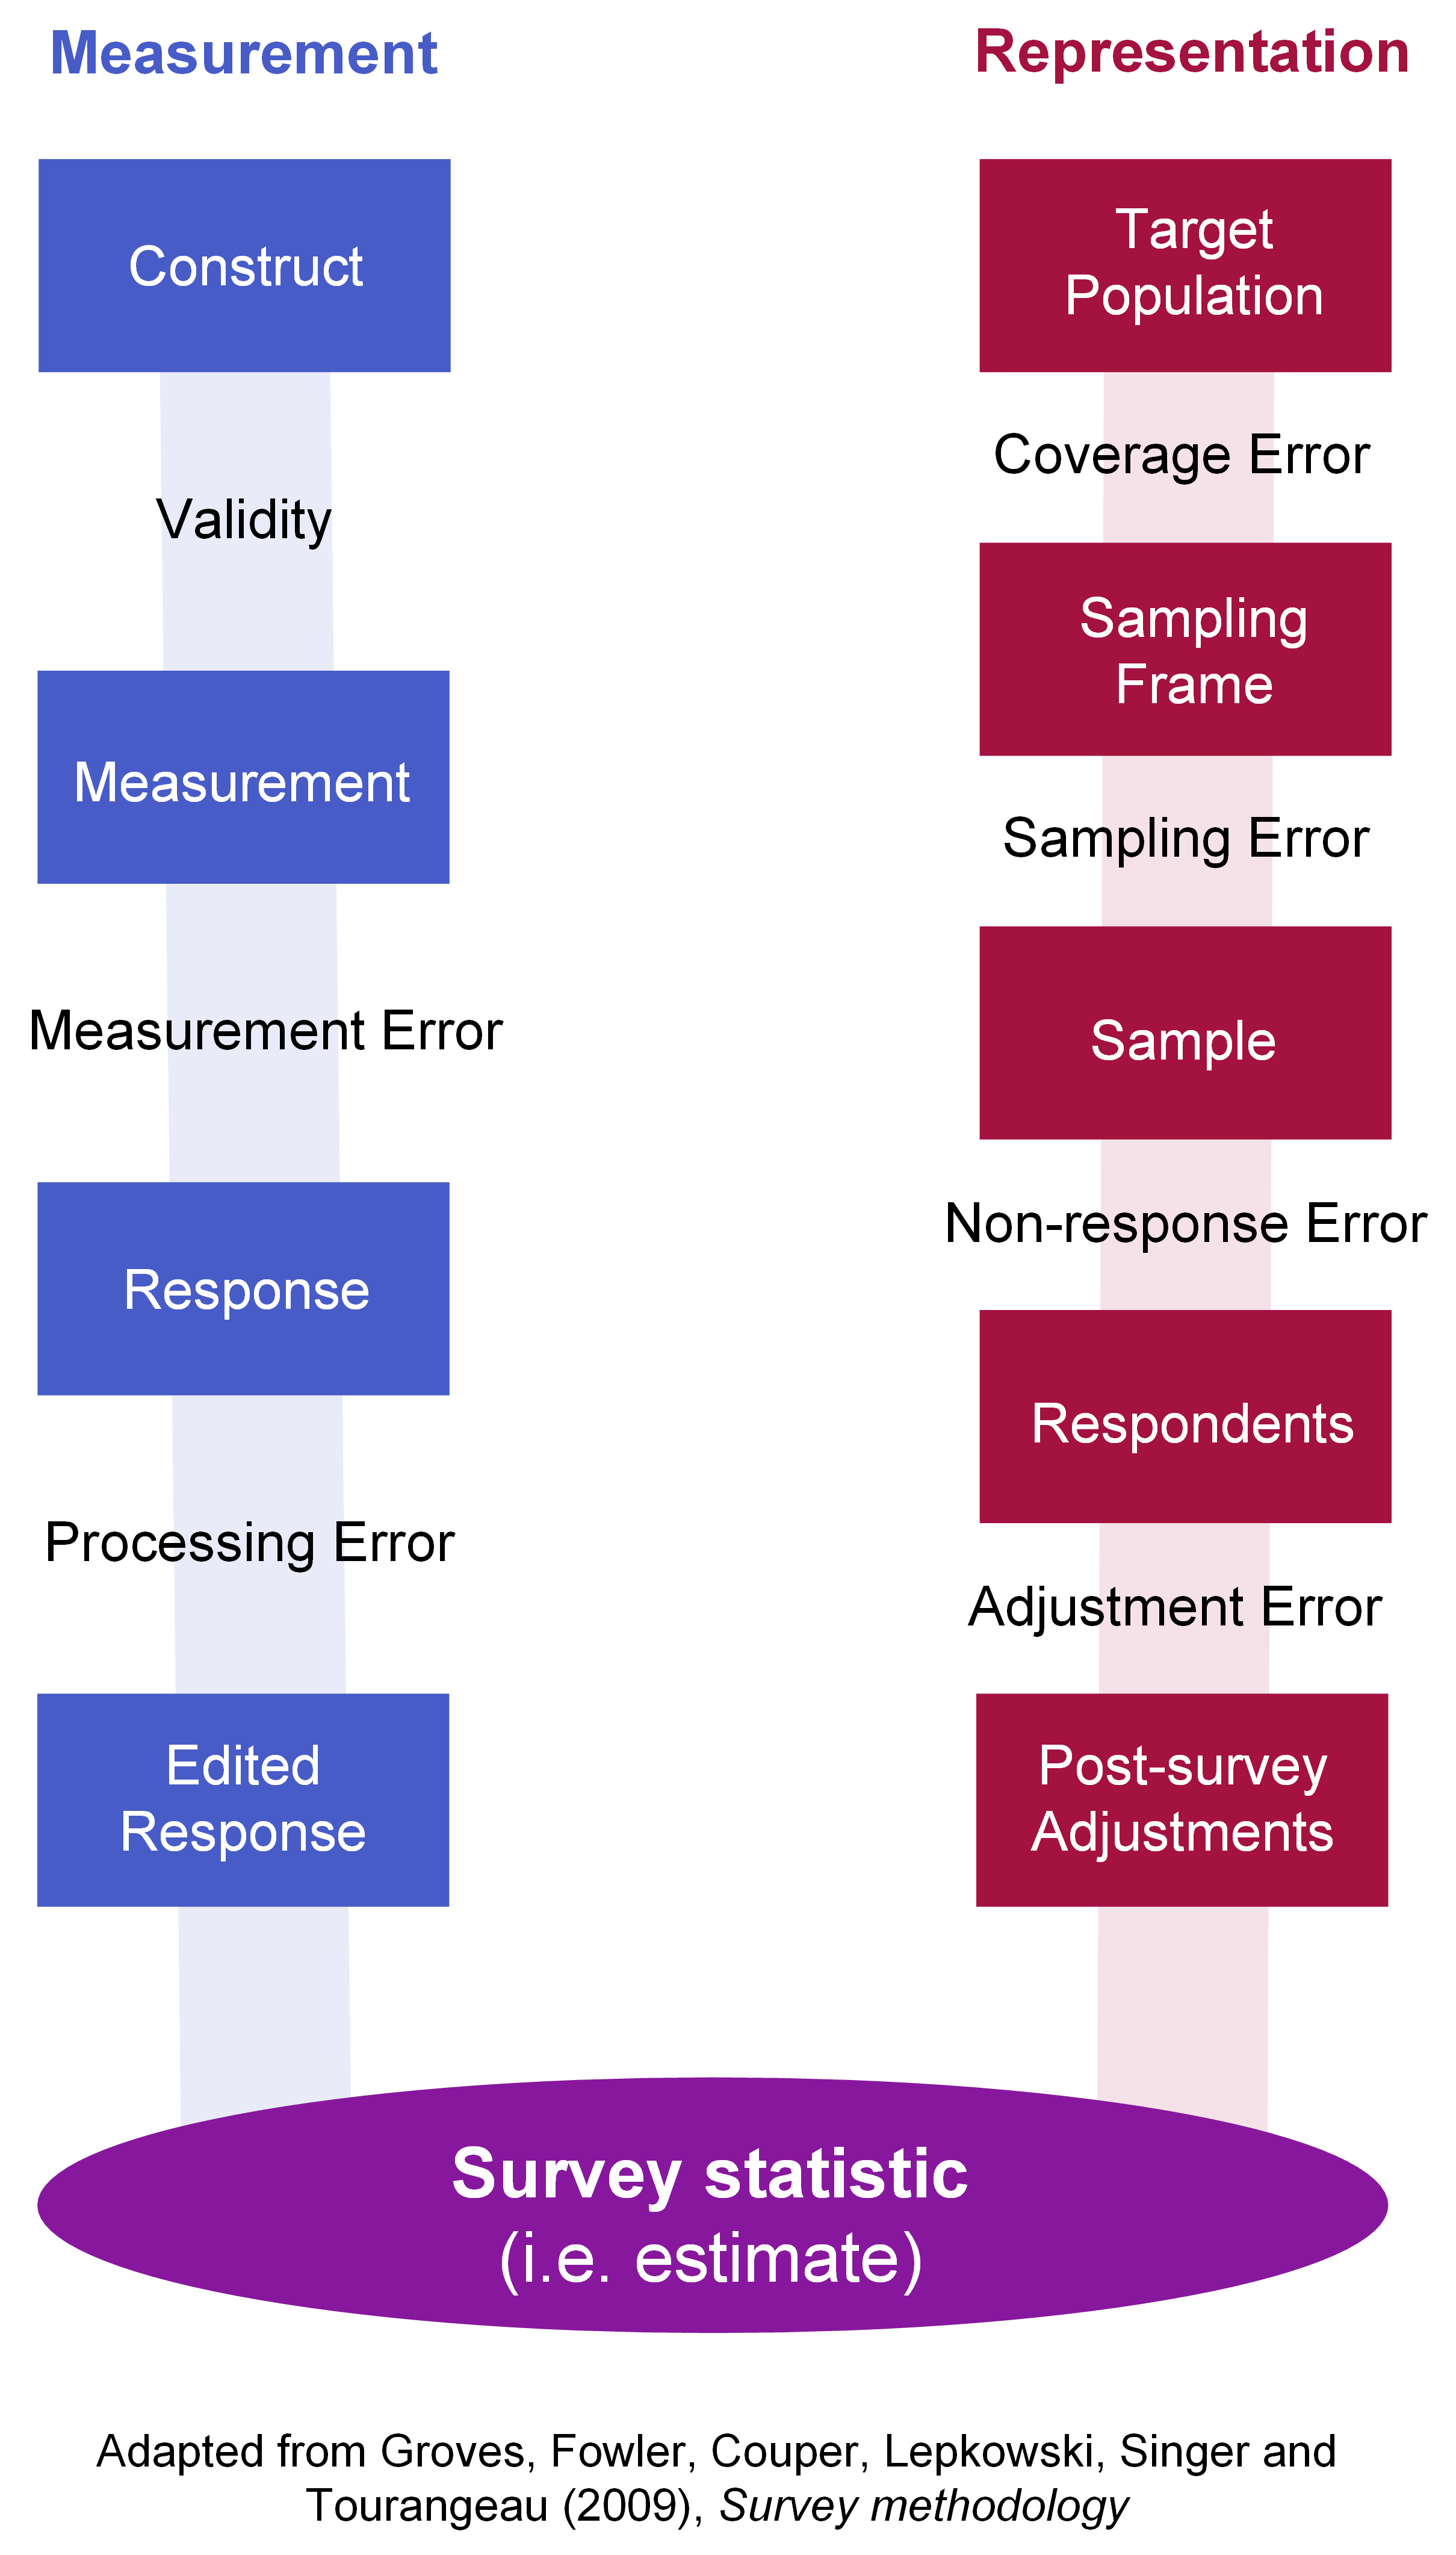 Measurement
Construct
Validity
Measurement
Measurement Error
Response
Processing Error
Edited
Response
Representation
Target
Population
Coverage Error
Sampling
Frame
Sampling Error
Sample
Non-response Error
Respondents
Adjustment Error
Post-survey
Adjustments
Survey statistic
(i.e. estimate)
Adapted from Groves, Fowler, Couper, Lepkowski, Singer and
Tourangeau (2009), Survey methodology